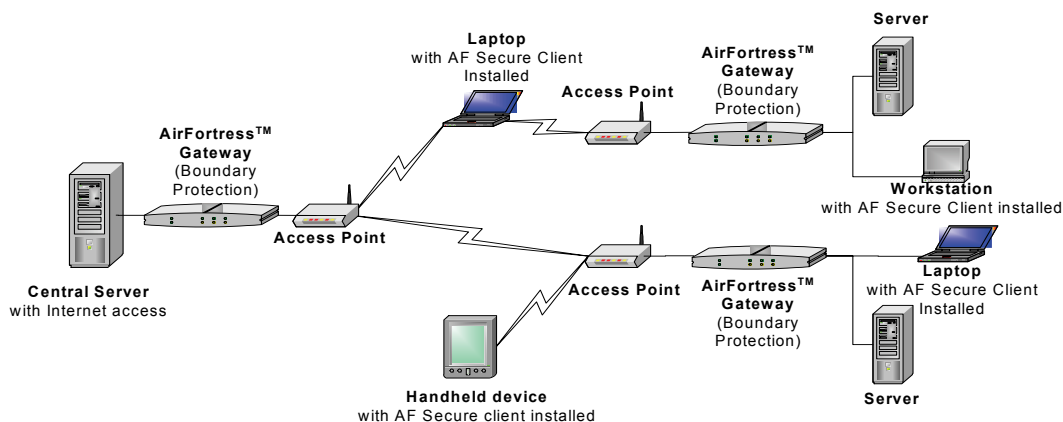 Server
Laptop
with AF Secure Client
Installed
AirFortress™
Gateway
(Boundary
Protection)
Access Point
AirFortress™
Gateway
(Boundary
Protection)
Workstation
with AF Secure Client installed
Access Point
Central Server
with Internet access
Access Point
AirFortress™
Gateway
(Boundary
Protection)
Laptop
with AF Secure Client
Installed
Handheld device
with AF Secure client installed
Server